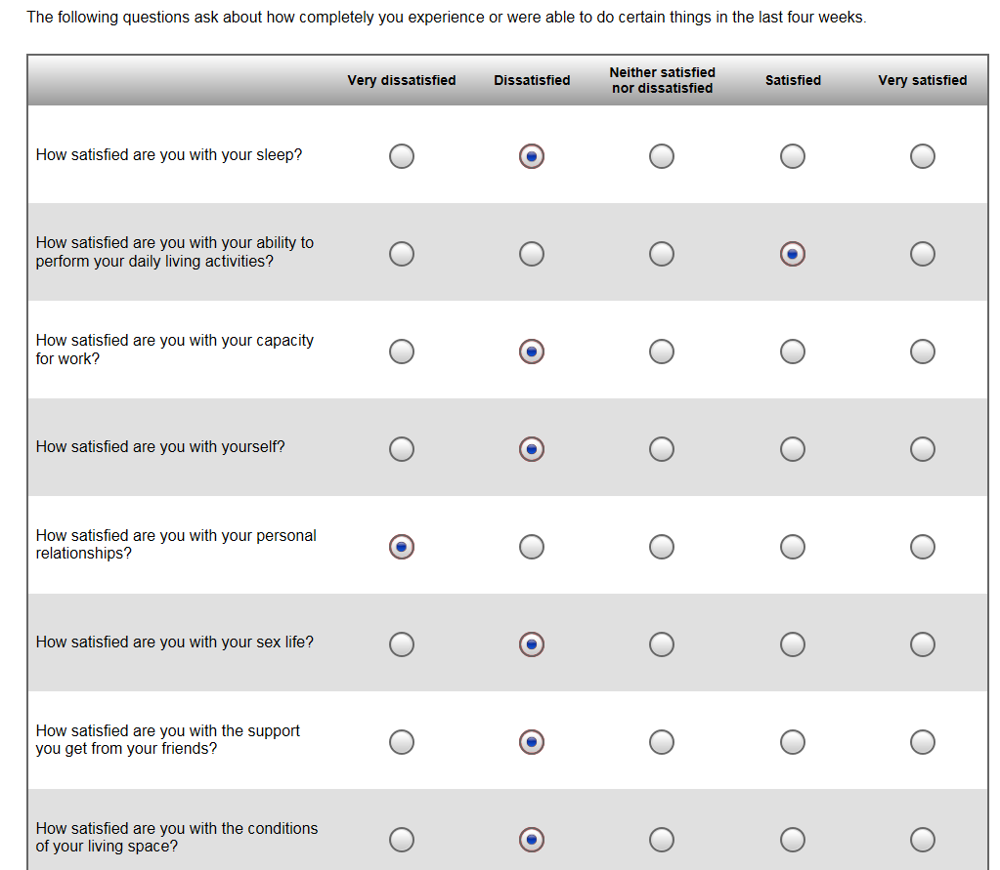 The following questions ask about how completely you experience or were able to do certain things in the last four weeks.
Very dissatisfied Dissatisfied Neither satisfied nor dissatisfied Satisfied Very satisfied
How satisfied are you with your sleep?
How satisfied are you with your ability to
perform your daily living activities?
How satisfied are you with your capacity
for work?
How satisfied are you with yourself?
How satisfied are you with your personal
relationships?
How satisfied are you with your sex life?
How satisfied are you with the support
you get from your friends?
How satisfied are you with the conditions
of your living space?